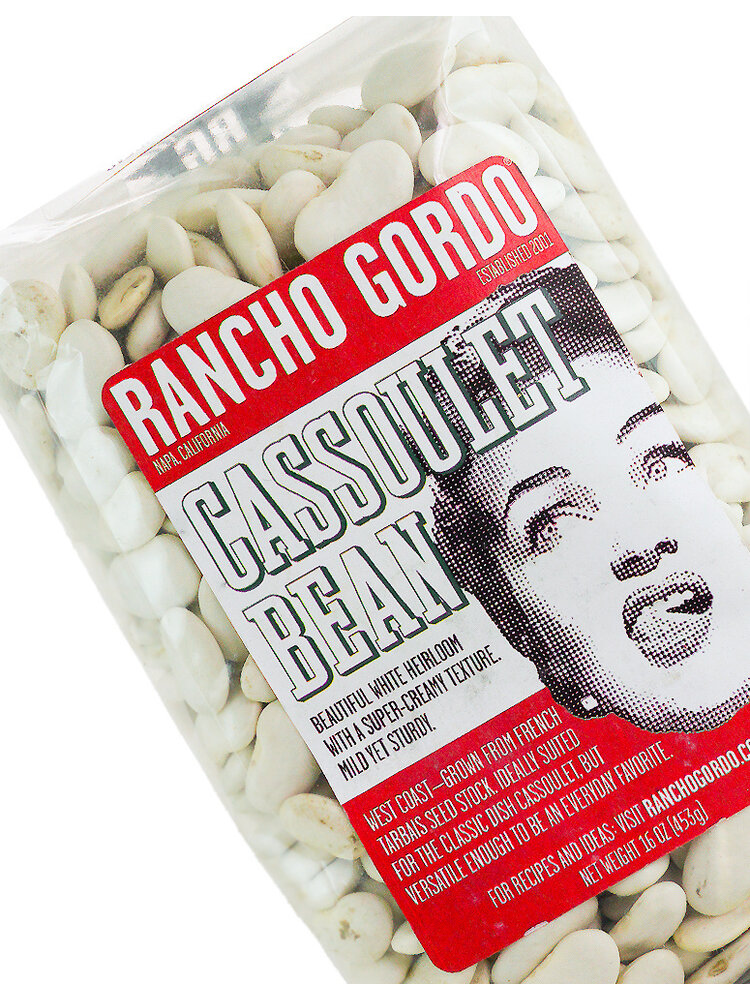 RANCHO GORDO®
NAPA, CALIFORNIA
ESTABLISHED 2001
CASSOULET
BEAN
BEAUTIFUL WHITE HEIRLOOM
WITH A SUPER-CREAMY TEXTURE.
MILD YET STURDY.
WEST COAST—GROWN FROM FRENCH
TARBAIS SEED STOCK. IDEALLY SUITED
FOR THE CLASSIC DISH CASSOULET, BUT
VERSATILE ENOUGH TO BE AN EVERYDAY FAVORITE.
FOR RECIPES AND IDEAS: VISIT RANCHOGORDO.CO
NET WEIGHT 16 OZ (453g)